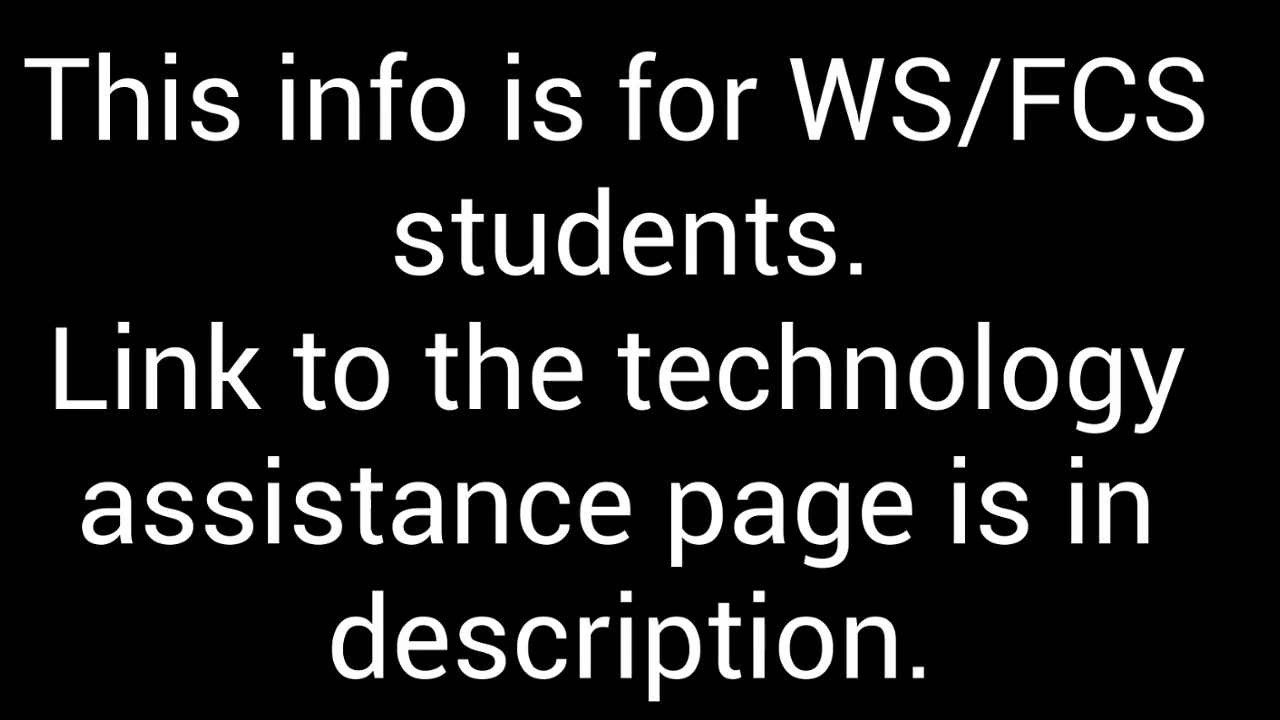 This info is for WS/FCS
students.
Link to the technology
assistance page is in
description.